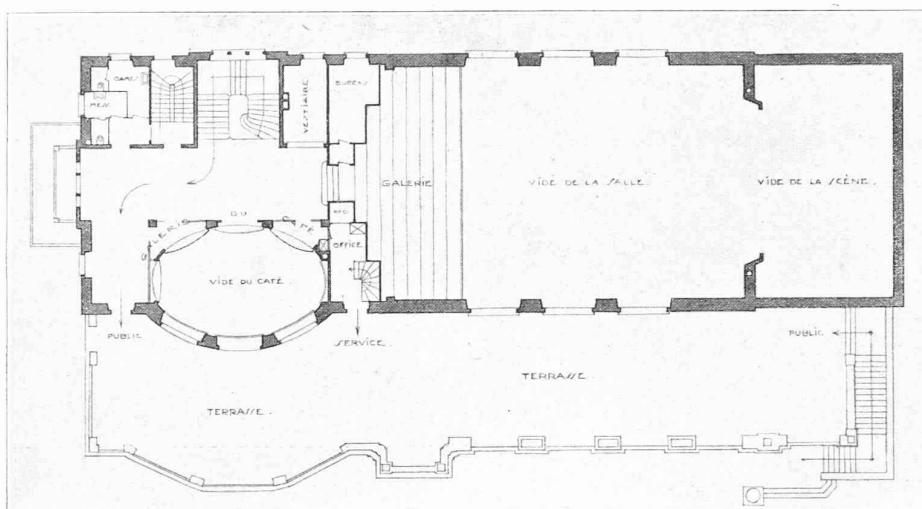 DAMES
MESS.
VESTIAIRE
BUREAU
GALERIE
VIDE DE LA SALLE.
VIDE DE LA SCÈNE.
GALERIE DU CAFÉ
OFFICE
VIDE DU CAFÉ.
PUBLIC
SERVICE
PUBLIC
TERRASSE.
TERRASSE.